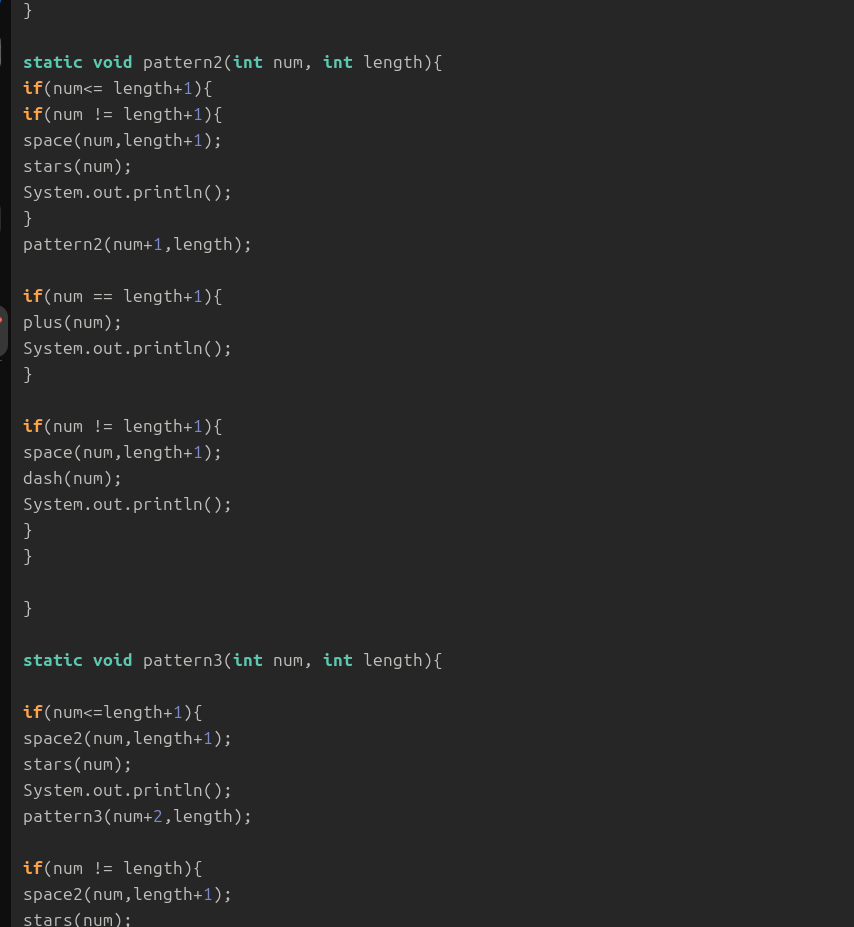 }
static void pattern2(int num, int length){
if(num<= length+1){
if(num != length+1){
space(num,length+1);
stars(num);
System.out.println();
}
pattern2(num+1,length);
if(num == length+1){
plus(num);
System.out.println();
}
if(num != length+1){
space(num,length+1);
dash(num);
System.out.println();
}
}
}
static void pattern3(int num, int length){
if(num<=length+1){
space2(num,length+1);
stars(num);
System.out.println();
pattern3(num+2,length);
if(num != length){
space2(num,length+1);
stars(num);